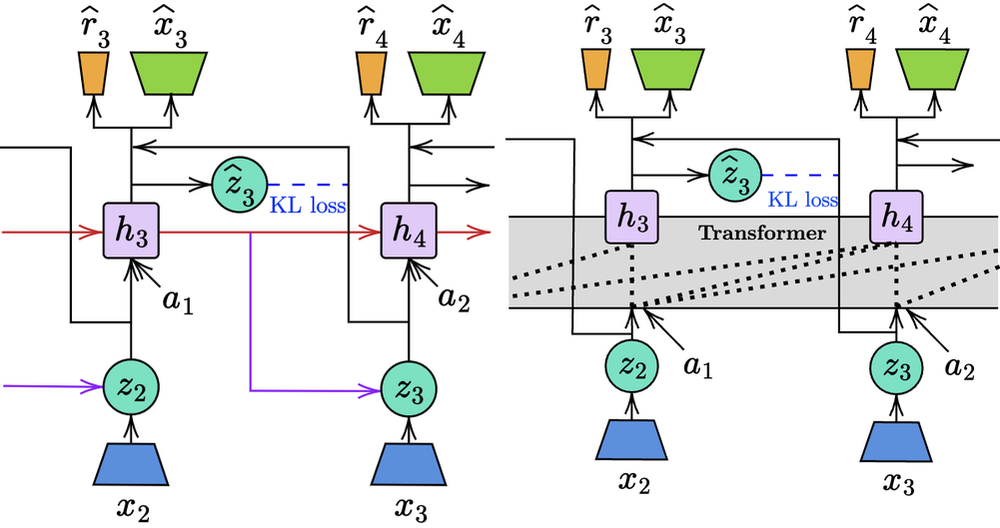 r̂₃ x̂₃ r̂₄ x̂₄
ẑ₃
KL loss
h₃ h₄
a₁ a₂
z₂ z₃
x₂ x₃
r̂₃ x̂₃ r̂₄ x̂₄
ẑ₃
KL loss
h₃ h₄
Transformer
z₂ a₁ z₃ a₂
x₂ x₃